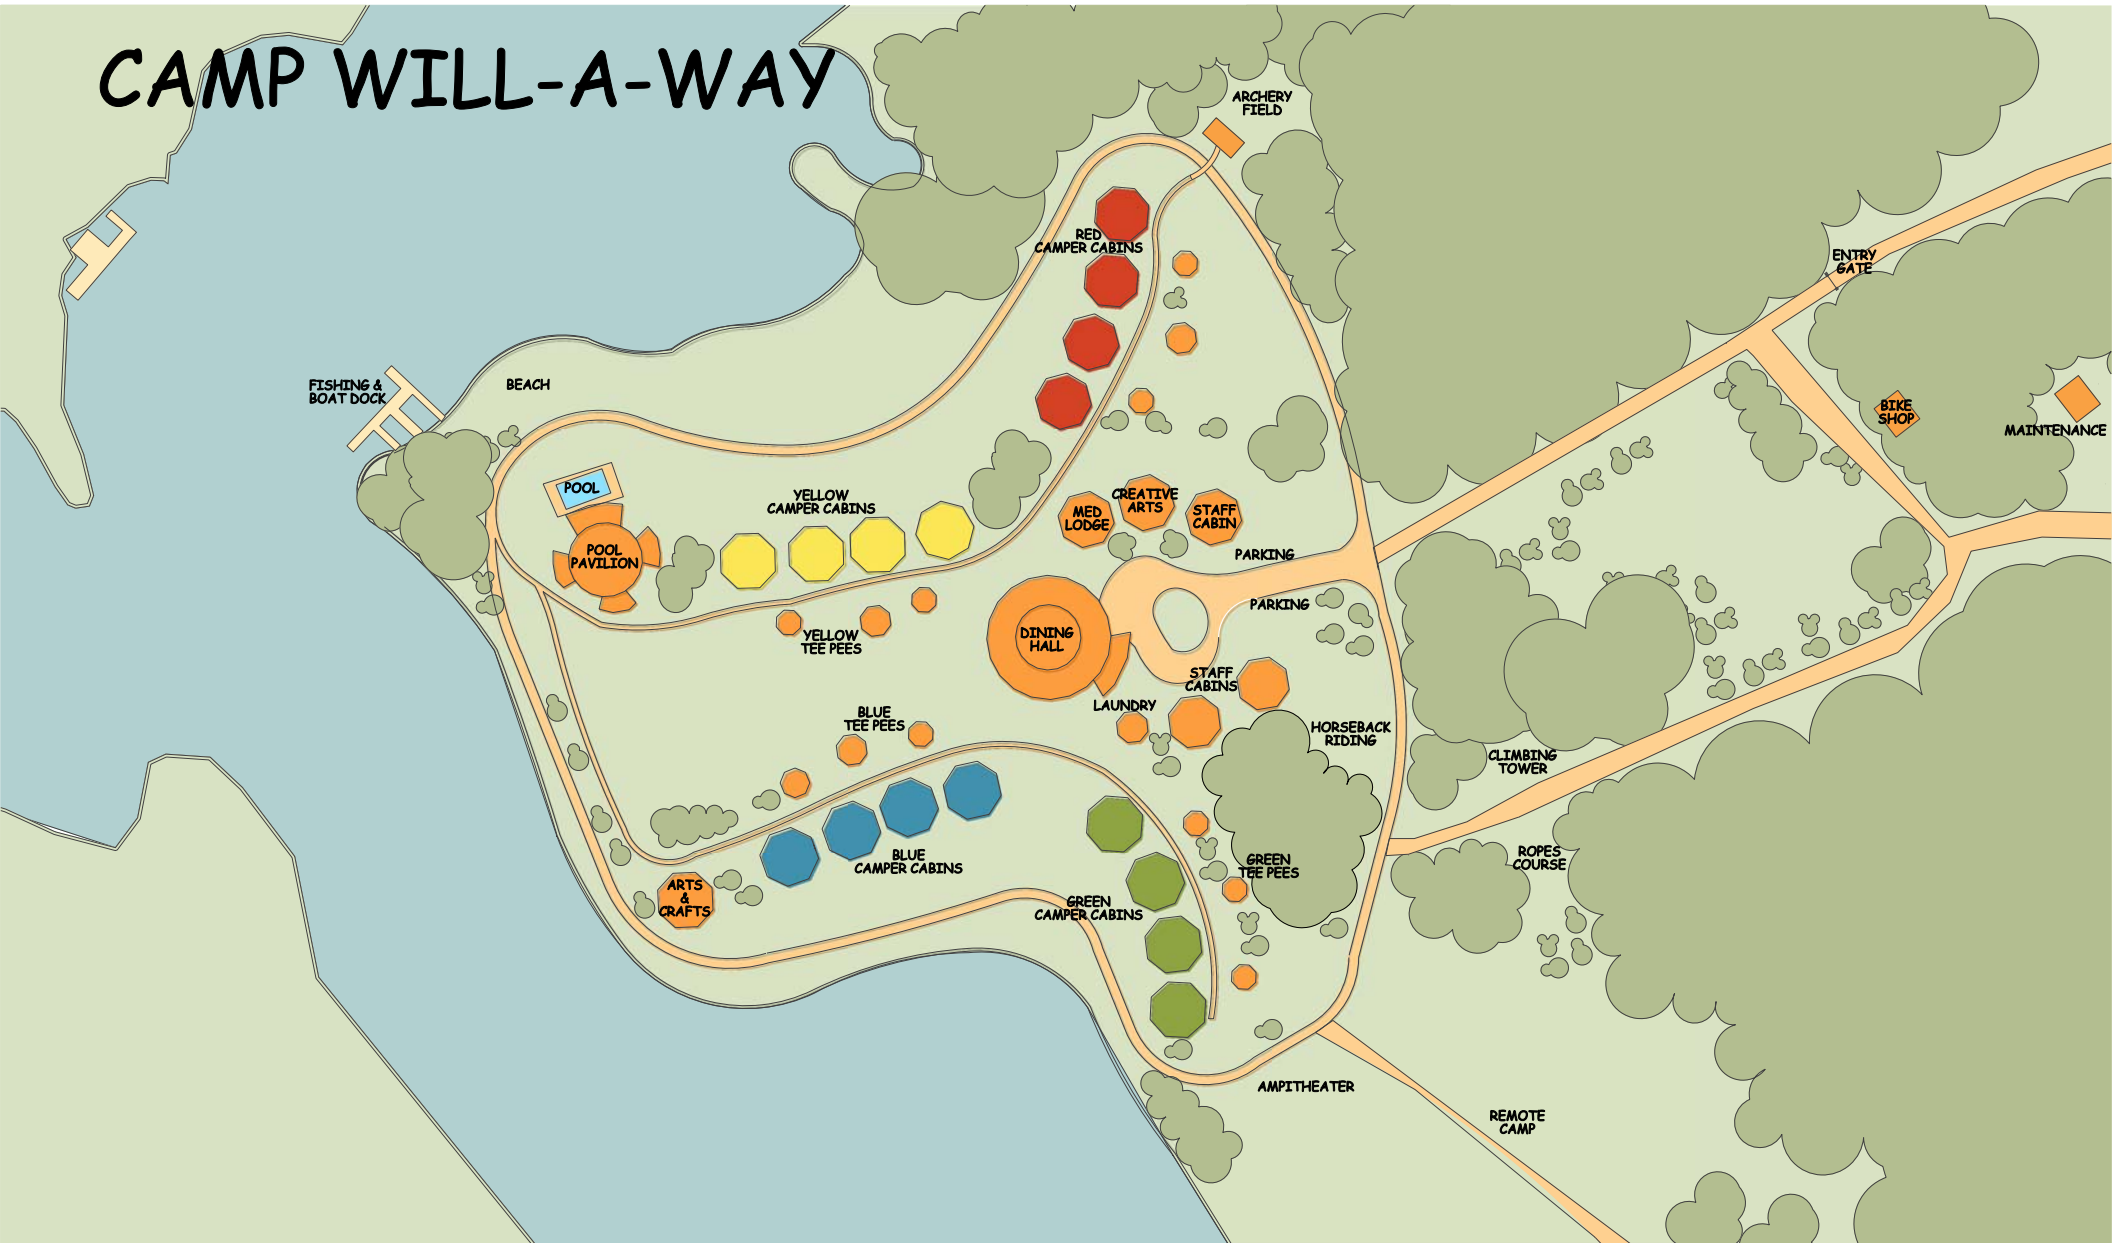 CAMP WILL-A-WAY
ARCHERY
FIELD
RED
CAMPER CABINS
ENTRY
GATE
FISHING &
BOAT DOCK
BEACH
BIKE
SHOP
MAINTENANCE
POOL
YELLOW
CAMPER CABINS
MED
LODGE
CREATIVE
ARTS
STAFF
CABIN
POOL
PAVILION
PARKING
PARKING
YELLOW
TEE PEES
DINING
HALL
STAFF
CABINS
LAUNDRY
BLUE
TEE PEES
HORSEBACK
RIDING
CLIMBING
TOWER
BLUE
CAMPER CABINS
GREEN
TEE PEES
ROPES
COURSE
ARTS
&
CRAFTS
GREEN
CAMPER CABINS
AMPITHEATER
REMOTE
CAMP